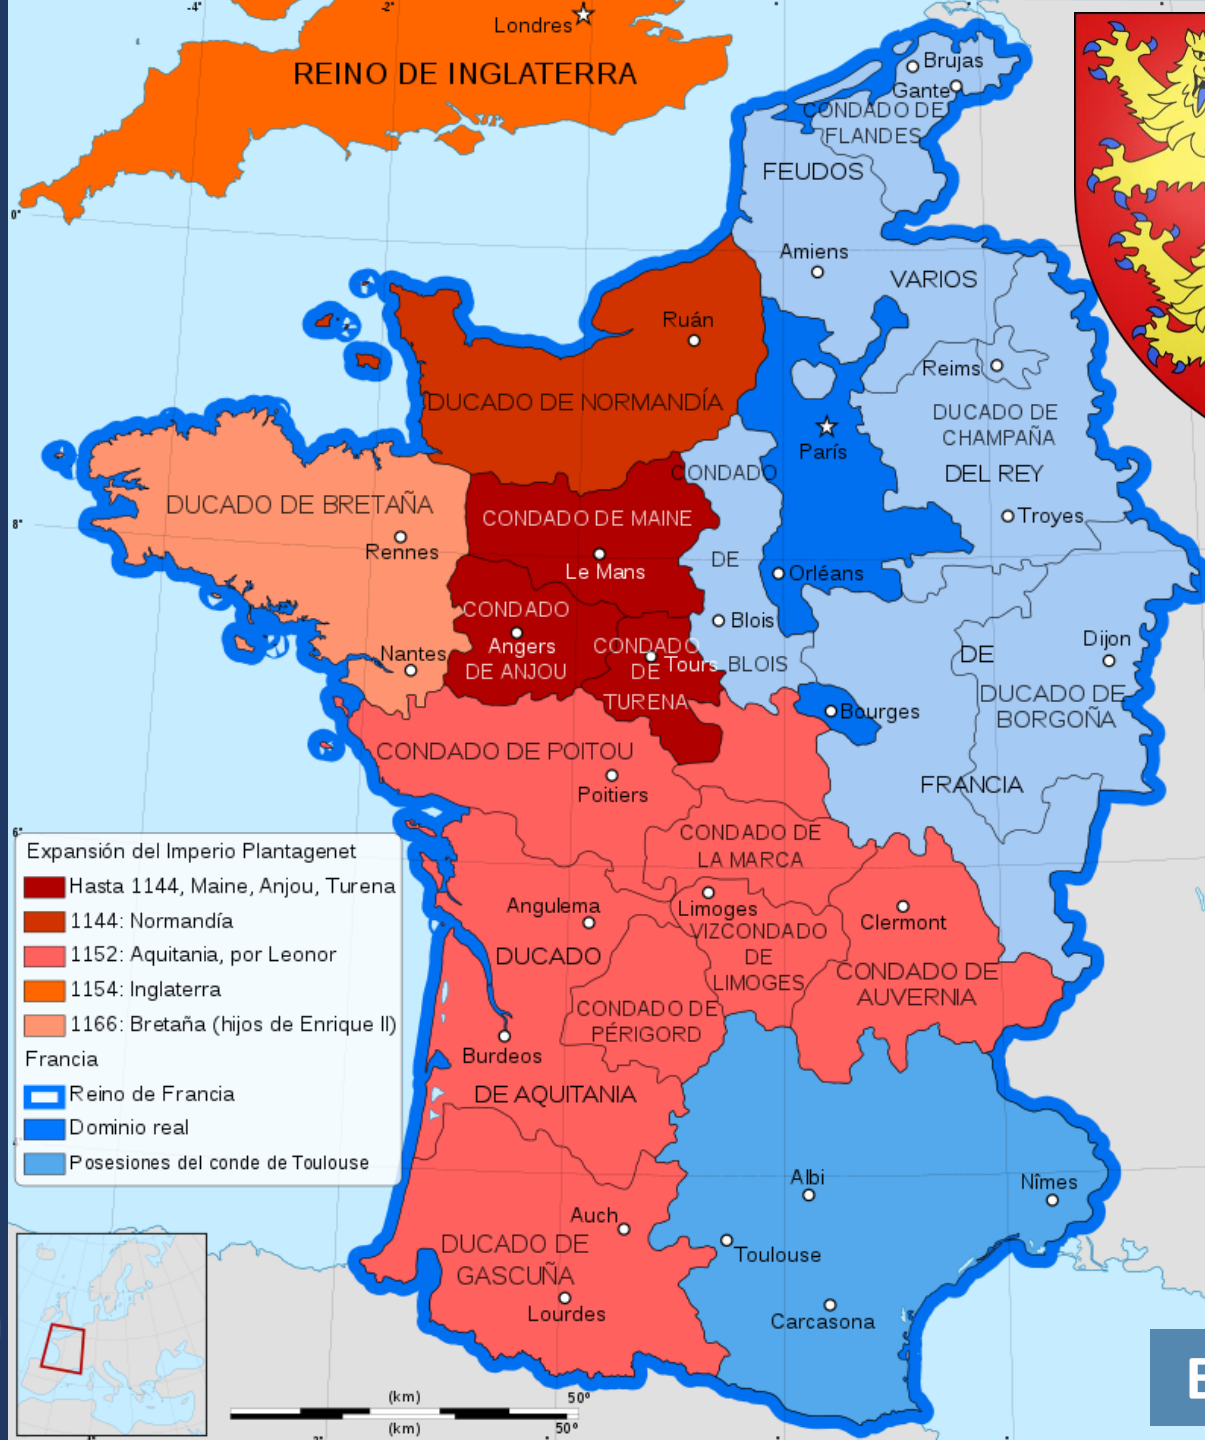 -4°
-2°
Londres
REINO DE INGLATERRA
Brujas
Gante
CONDADO DE
FLANDES
FEUDOS
0°
Amiens
VARIOS
Ruán
Reims
DUCADO DE NORMANDÍA
DUCADO DE
CHAMPAÑA
París
CONDADO
DEL REY
DUCADO DE BRETAÑA
CONDADO DE MAINE
Troyes
8°
Rennes
DE
Le Mans
Orléans
CONDADO
Angers
DE ANJOU
Blois
CONDADO
DE
TURENA
Tours
BLOIS
Nantes
DE
Dijon
DUCADO DE
BORGOÑA
Bourges
CONDADO DE POITOU
Poitiers
FRANCIA
6°
CONDADO DE
LA MARCA
Expansión del Imperio Plantagenet
Hasta 1144, Maine, Anjou, Turena
1144: Normandía
1152: Aquitania, por Leonor
1154: Inglaterra
1166: Bretaña (hijos de Enrique II)
Francia
Reino de Francia
Dominio real
Posesiones del conde de Toulouse
Angulema
Limoges
Clermont
VIZCONDADO
DE
LIMOGES
DUCADO
CONDADO DE
AUVERNIA
CONDADO DE
PÉRIGORD
Burdeos
DE AQUITANIA
Albi
Nîmes
Auch
Toulouse
DUCADO DE
GASCUÑA
Lourdes
Carcasona
(km)
50°
(km)
50°